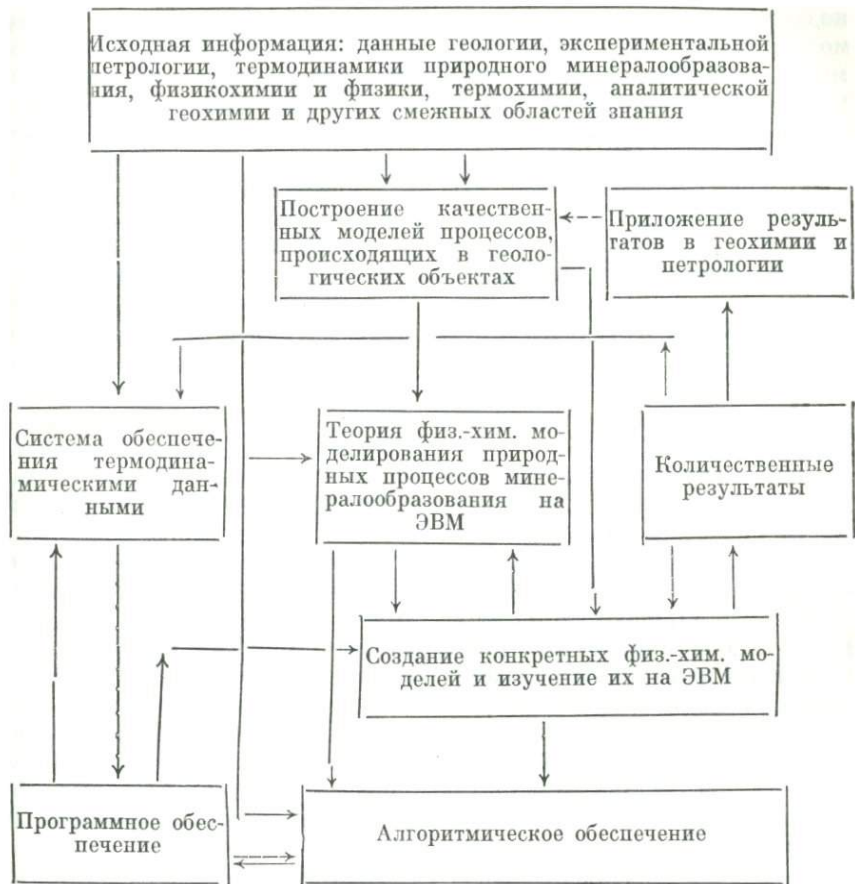 Исходная информация: данные геологии, экспериментальной
петрологии, термодинамики природного минералообразова-
ния, физикохимии и физики, термохимии, аналитической
геохимии и других смежных областей знания
Построение качествен-
ных моделей процессов,
происходящих в геоло-
гических объектах
Приложение резуль-
татов в геохимии и
петрологии
Система обеспече-
ния термодина-
мическими дан-
ными
Теория физ.-хим. мо-
делирования природ-
ных процессов мине-
ралообразования на
ЭВМ
Количественные
результаты
Создание конкретных физ.-хим. мо-
делей и изучение их на ЭВМ
Программное обес-
печение
Алгоритмическое обеспечение